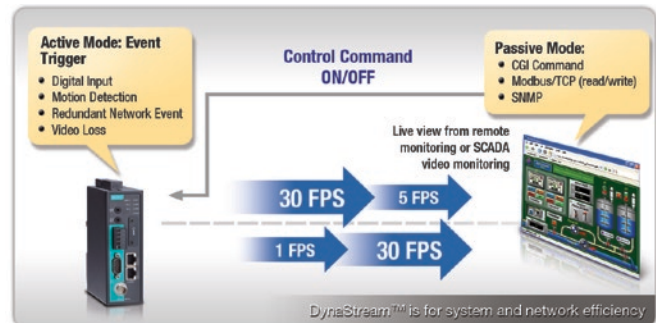 Active Mode: Event
Trigger
• Digital Input
• Motion Detection
• Redundant Network Event
• Video Loss
Control Command
ON/OFF
Passive Mode:
• CGI Command
• Modbus/TCP (read/write)
• SNMP
Live view from remote
monitoring or SCADA
video monitoring
30 FPS
5 FPS
1 FPS
30 FPS
DynaStream™ is for system and network efficiency